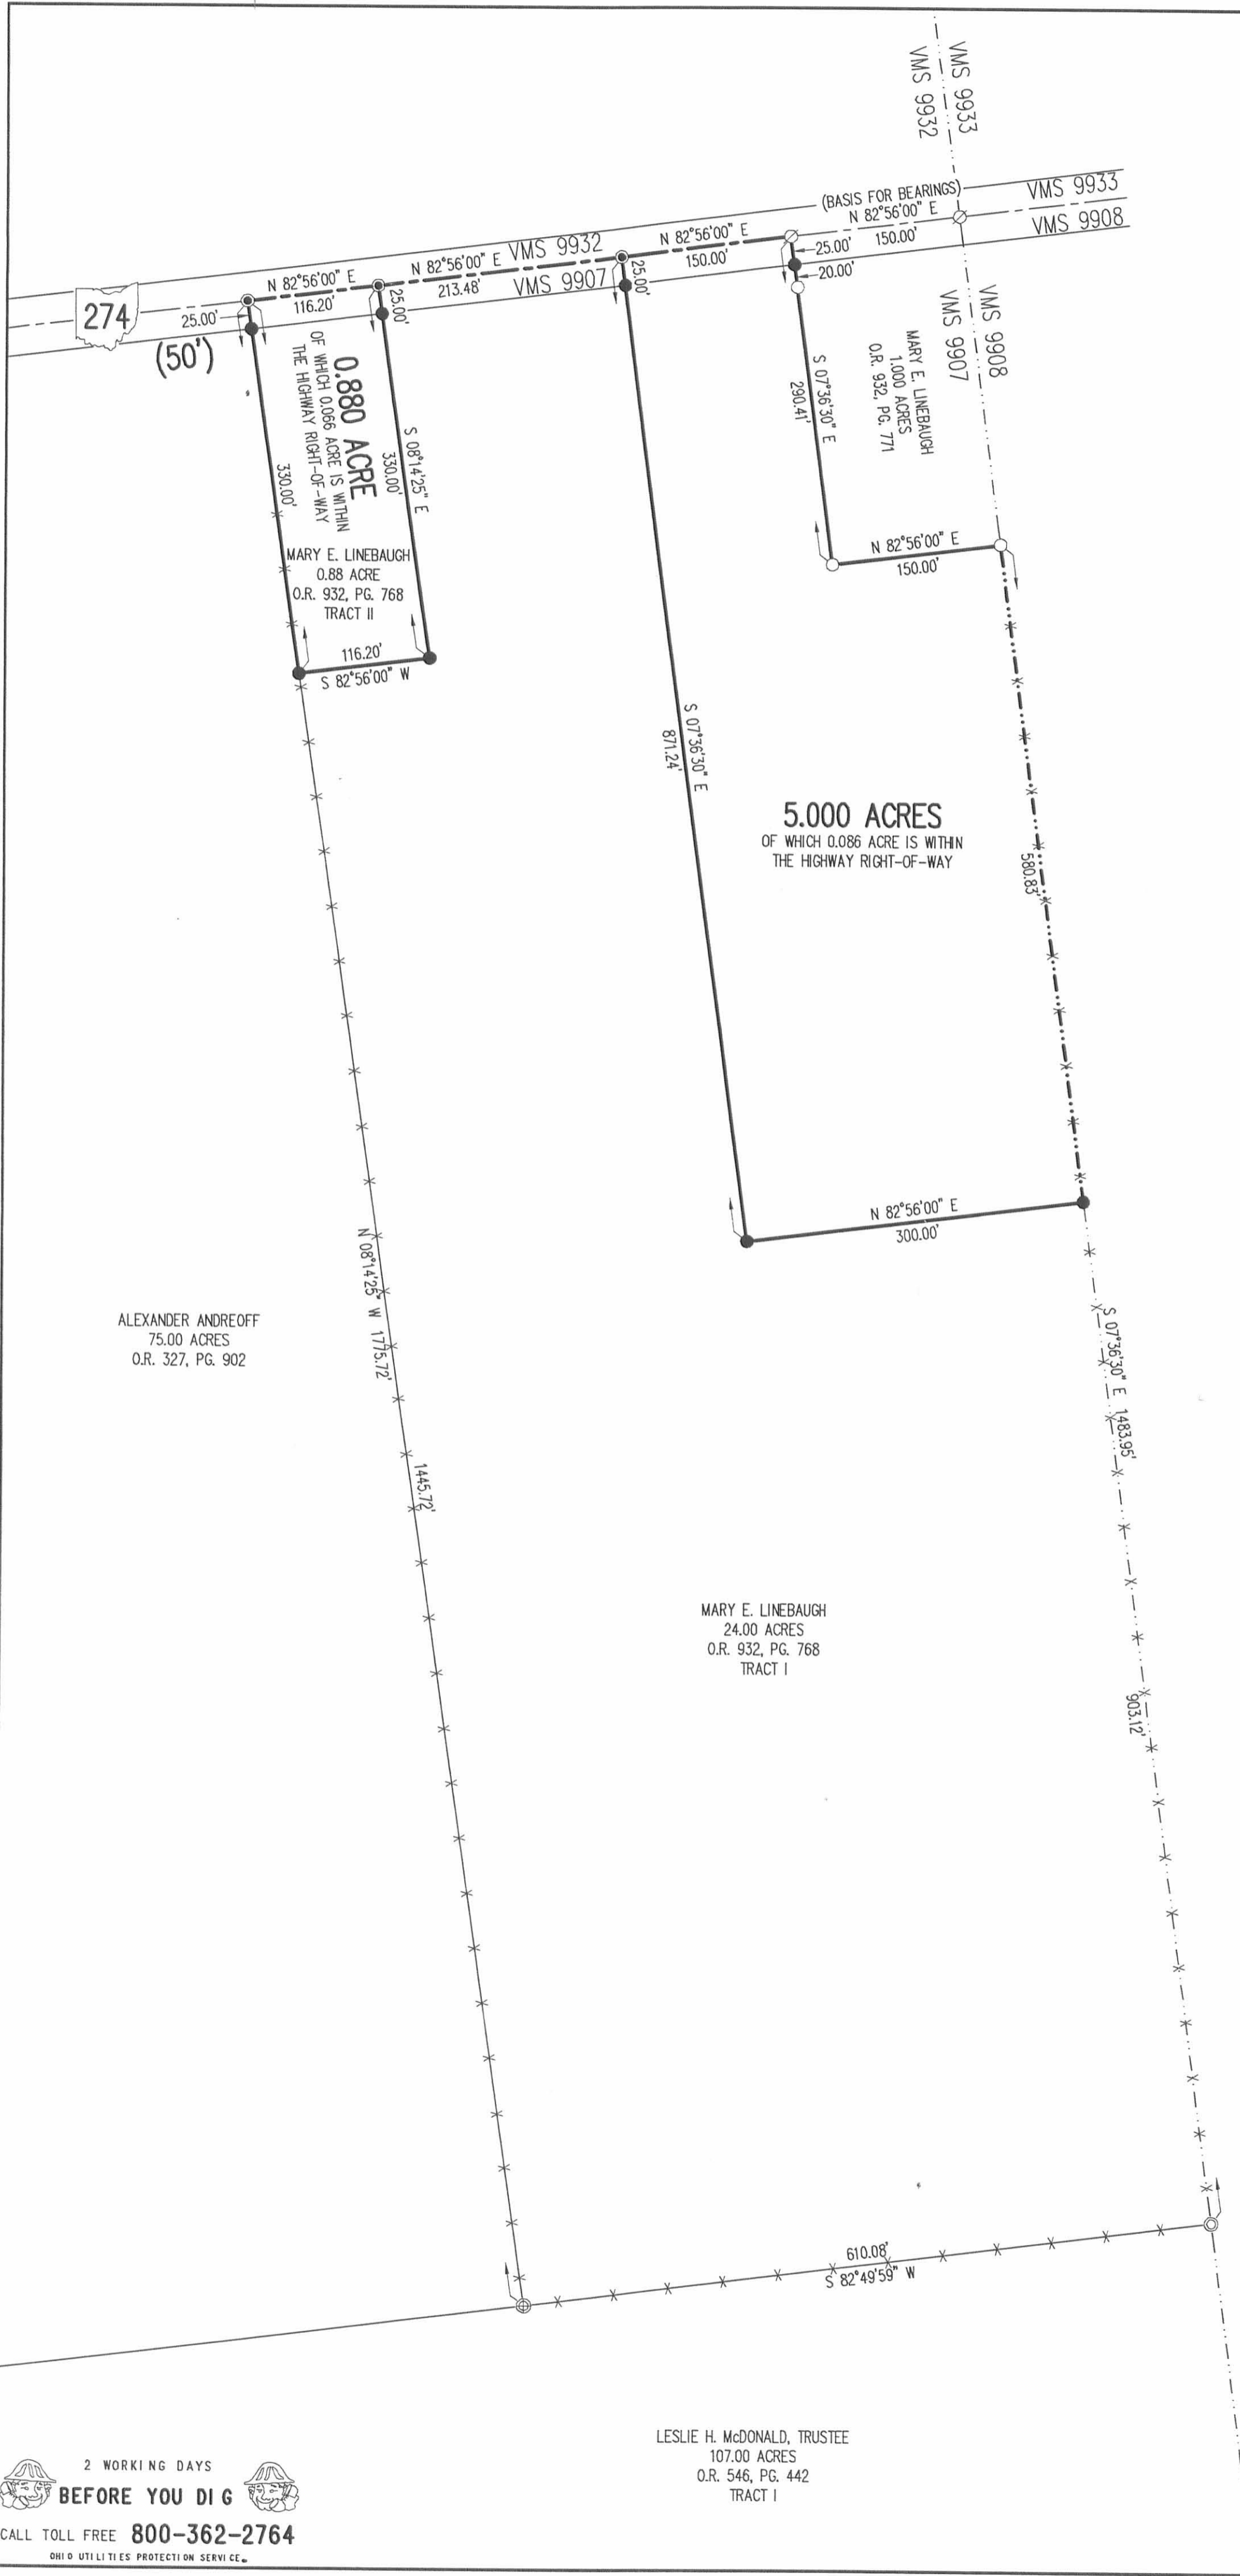 VMS 9932
VMS 9933
(BASIS FOR BEARINGS)
N 82°56'00" E
150.00'
VMS 9933
VMS 9908
N 82°56'00" E
150.00'
25.00'
20.00'
25.00'
VMS 9932
VMS 9907
N 82°56'00" E
213.48'
25.00'
N 82°56'00" E
116.20'
25.00'
274
(50')
VMS 9907
VMS 9908
MARY E. LINEBAUGH
1.000 ACRES
O.R. 932, PG. 771
S 07°36'30" E
290.41'
N 82°56'00" E
150.00'
0.880 ACRE
OF WHICH 0.066 ACRE IS WITHIN
THE HIGHWAY RIGHT-OF-WAY
S 08°14'25" E
330.00'
330.00'
MARY E. LINEBAUGH
0.88 ACRE
O.R. 932, PG. 768
TRACT II
116.20'
S 82°56'00" W
S 07°36'30" E
871.24'
5.000 ACRES
OF WHICH 0.086 ACRE IS WITHIN
THE HIGHWAY RIGHT-OF-WAY
580.83'
N 82°56'00" E
300.00'
N 08°14'25" W 1775.72'
ALEXANDER ANDREOFF
75.00 ACRES
O.R. 327, PG. 902
S 07°36'30" E 1483.95'
1445.72'
MARY E. LINEBAUGH
24.00 ACRES
O.R. 932, PG. 768
TRACT I
903.12'
610.08'
S 82°49'59" W
LESLIE H. McDONALD, TRUSTEE
107.00 ACRES
O.R. 546, PG. 442
TRACT I
2 WORKING DAYS
BEFORE YOU DIG
CALL TOLL FREE 800-362-2764
OHIO UTILITIES PROTECTION SERVICE